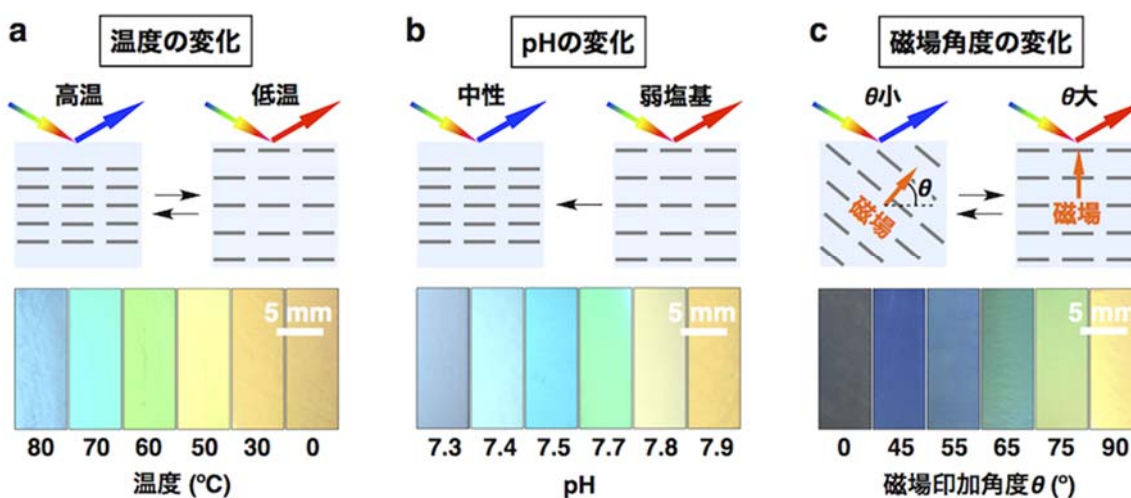 a 温度の変化
高温 低温
5 mm
80 70 60 50 30 0
温度 (ºC)
b pHの変化
中性 弱塩基
7.3 7.4 7.5 7.7 7.8 7.9
pH
c 磁場角度の変化
θ小 θ大
θ
磁場 磁場
5 mm
0 45 55 65 75 90
磁場印加角度θ (º)